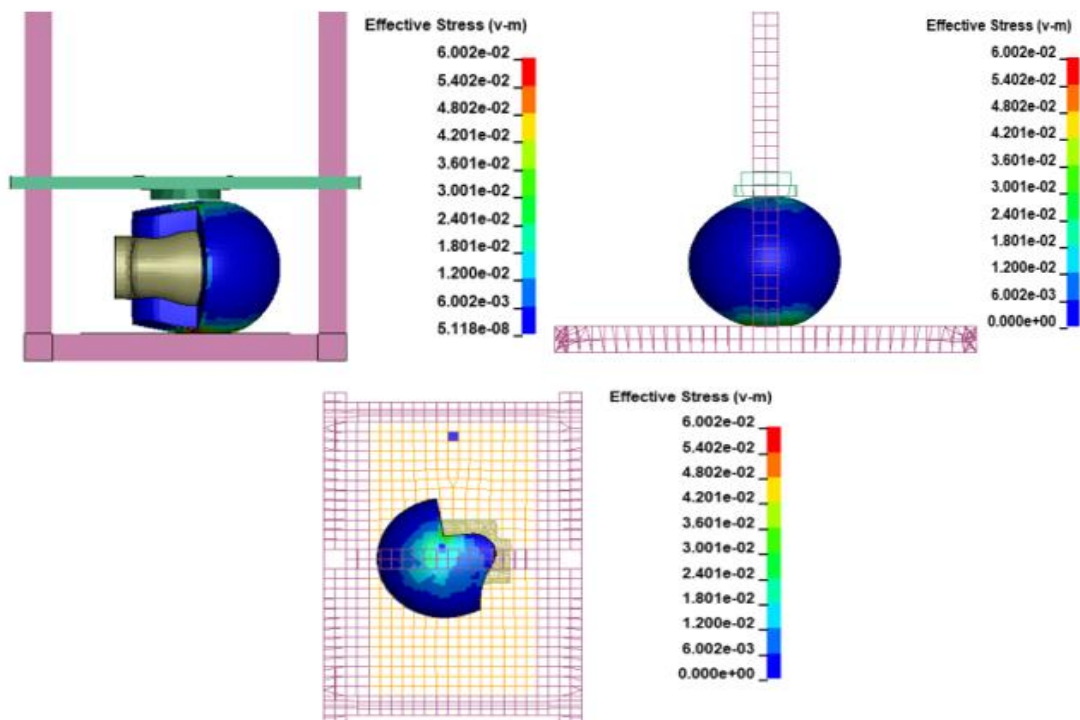 Effective Stress (v-m)
6.002e-02
5.402e-02
4.802e-02
4.201e-02
3.601e-02
3.001e-02
2.401e-02
1.801e-02
1.200e-02
6.002e-03
5.118e-08
Effective Stress (v-m)
6.002e-02
5.402e-02
4.802e-02
4.201e-02
3.601e-02
3.001e-02
2.401e-02
1.801e-02
1.200e-02
6.002e-03
0.000e+00
Effective Stress (v-m)
6.002e-02
5.402e-02
4.802e-02
4.201e-02
3.601e-02
3.001e-02
2.401e-02
1.801e-02
1.200e-02
6.002e-03
0.000e+00